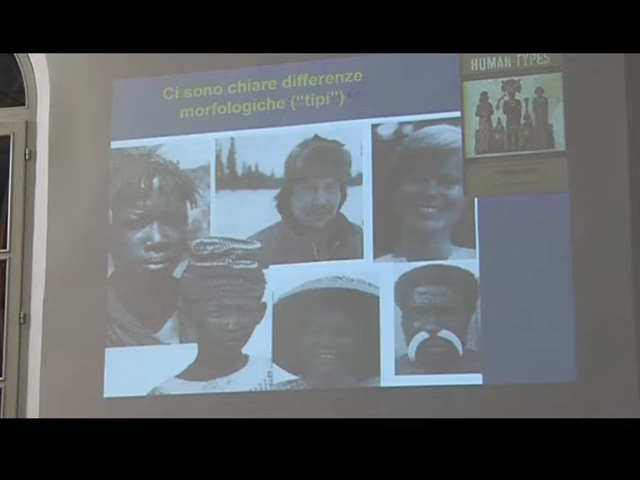 Ci sono chiare differenze
morfologiche (“tipi”)
HUMAN TYPES